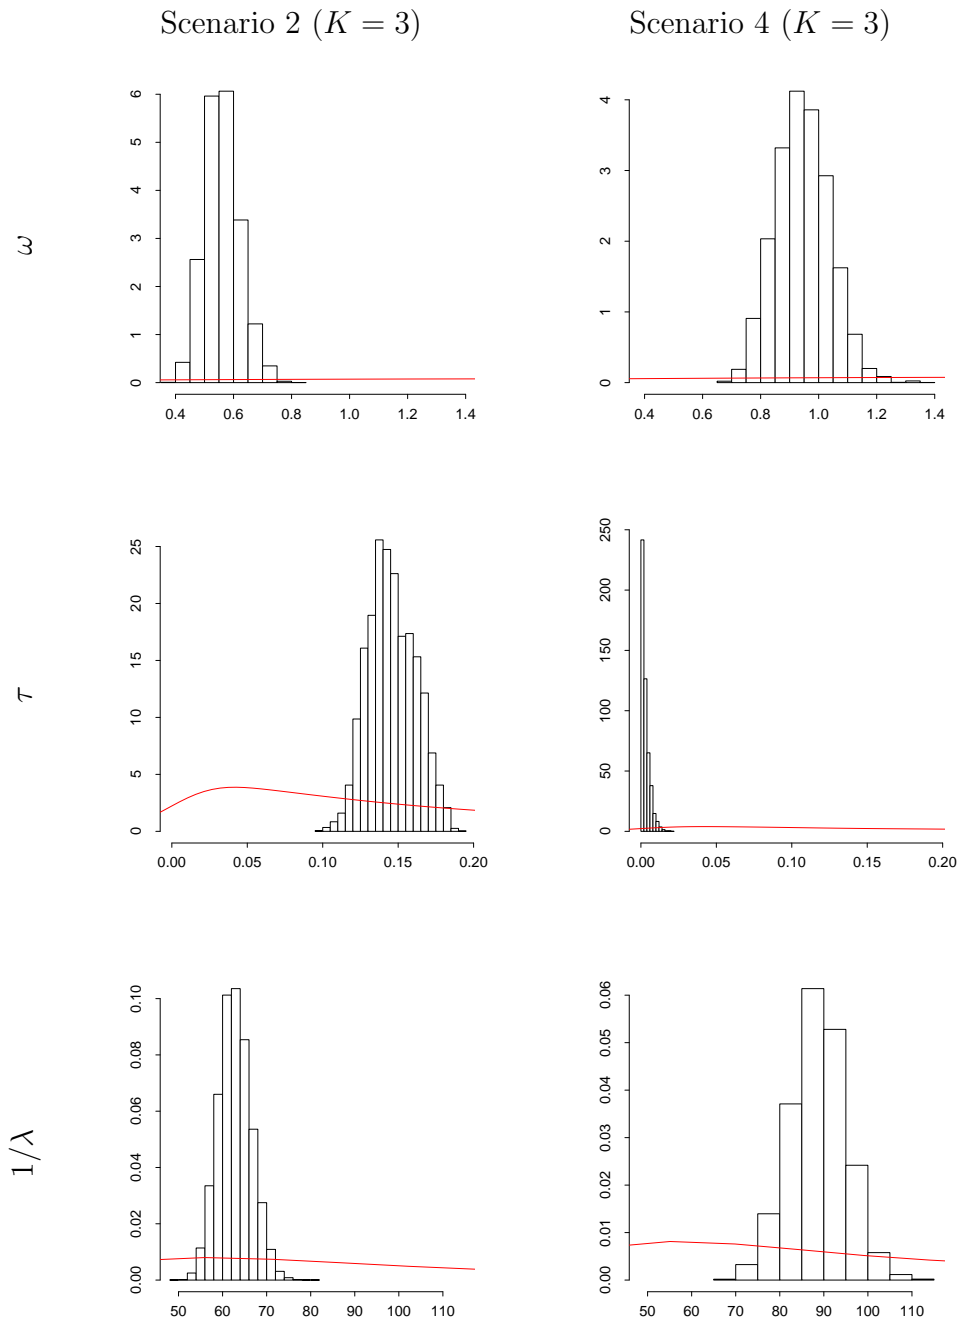 Scenario 2 (K = 3)
Scenario 4 (K = 3)
ω
0 1 2 3 4 5 6
0.4 0.6 0.8 1.0 1.2 1.4
0 1 2 3 4
0.4 0.6 0.8 1.0 1.2 1.4
τ
0 5 10 15 20 25
0.00 0.05 0.10 0.15 0.20
0 50 100 150 200 250
0.00 0.05 0.10 0.15 0.20
1/λ
0.00 0.02 0.04 0.06 0.08 0.10
50 60 70 80 90 100 110
0.00 0.01 0.02 0.03 0.04 0.05 0.06
50 60 70 80 90 100 110